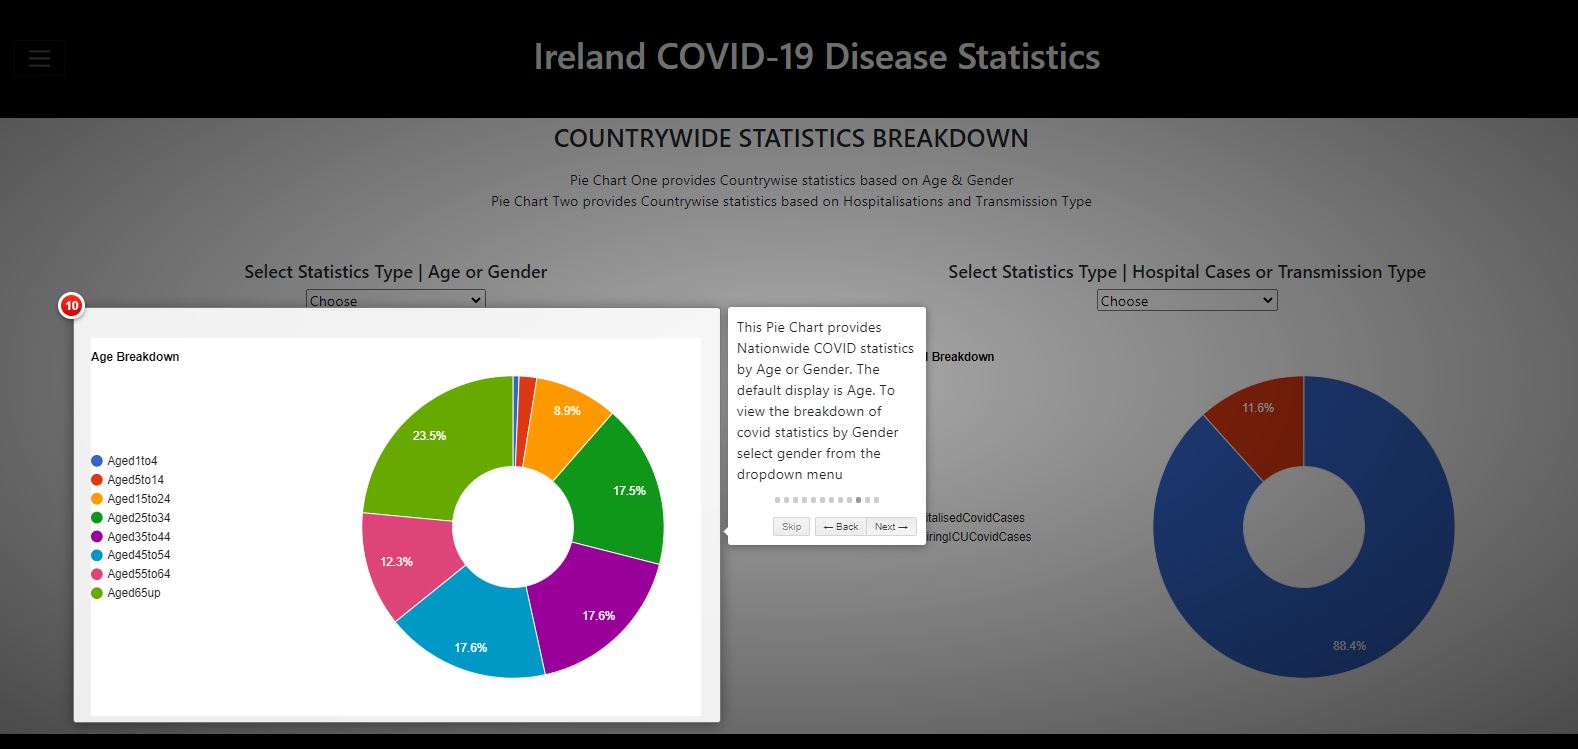 Ireland COVID-19 Disease Statistics
COUNTRYWIDE STATISTICS BREAKDOWN
Pie Chart One provides Countrywise statistics based on Age & Gender
Pie Chart Two provides Countrywise statistics based on Hospitalisations and Transmission Type
Select Statistics Type | Age or Gender
Choose
Select Statistics Type | Hospital Cases or Transmission Type
Choose
10
Age Breakdown
Aged1to4
Aged5to14
Aged15to24
Aged25to34
Aged35to44
Aged45to54
Aged55to64
Aged65up
8.9%
23.5%
17.5%
12.3%
17.6%
17.6%
This Pie Chart provides
Nationwide COVID statistics
by Age or Gender. The
default display is Age. To
view the breakdown of
covid statistics by Gender
select gender from the
dropdown menu
Skip
← Back
Next →
Breakdown
italisedCovidCases
iringICUCovidCases
11.6%
88.4%